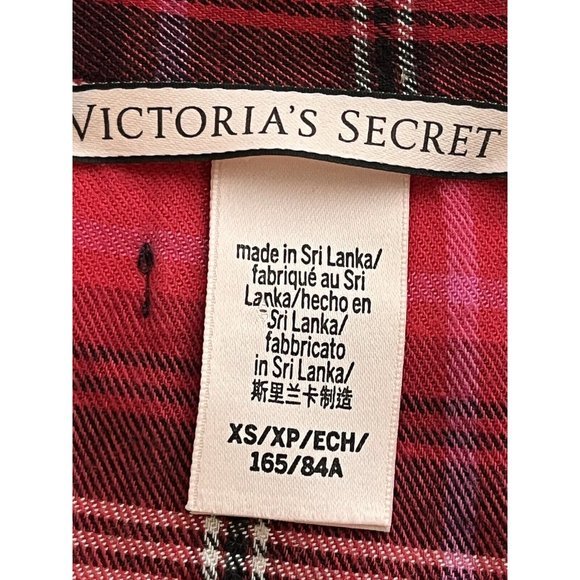 VICTORIA'S SECRET
made in Sri Lanka/
fabriqué au Sri
Lanka/hecho en
Sri Lanka/
fabbricato
in Sri Lanka/
斯里兰卡制造
XS/XP/ECH/
165/84A